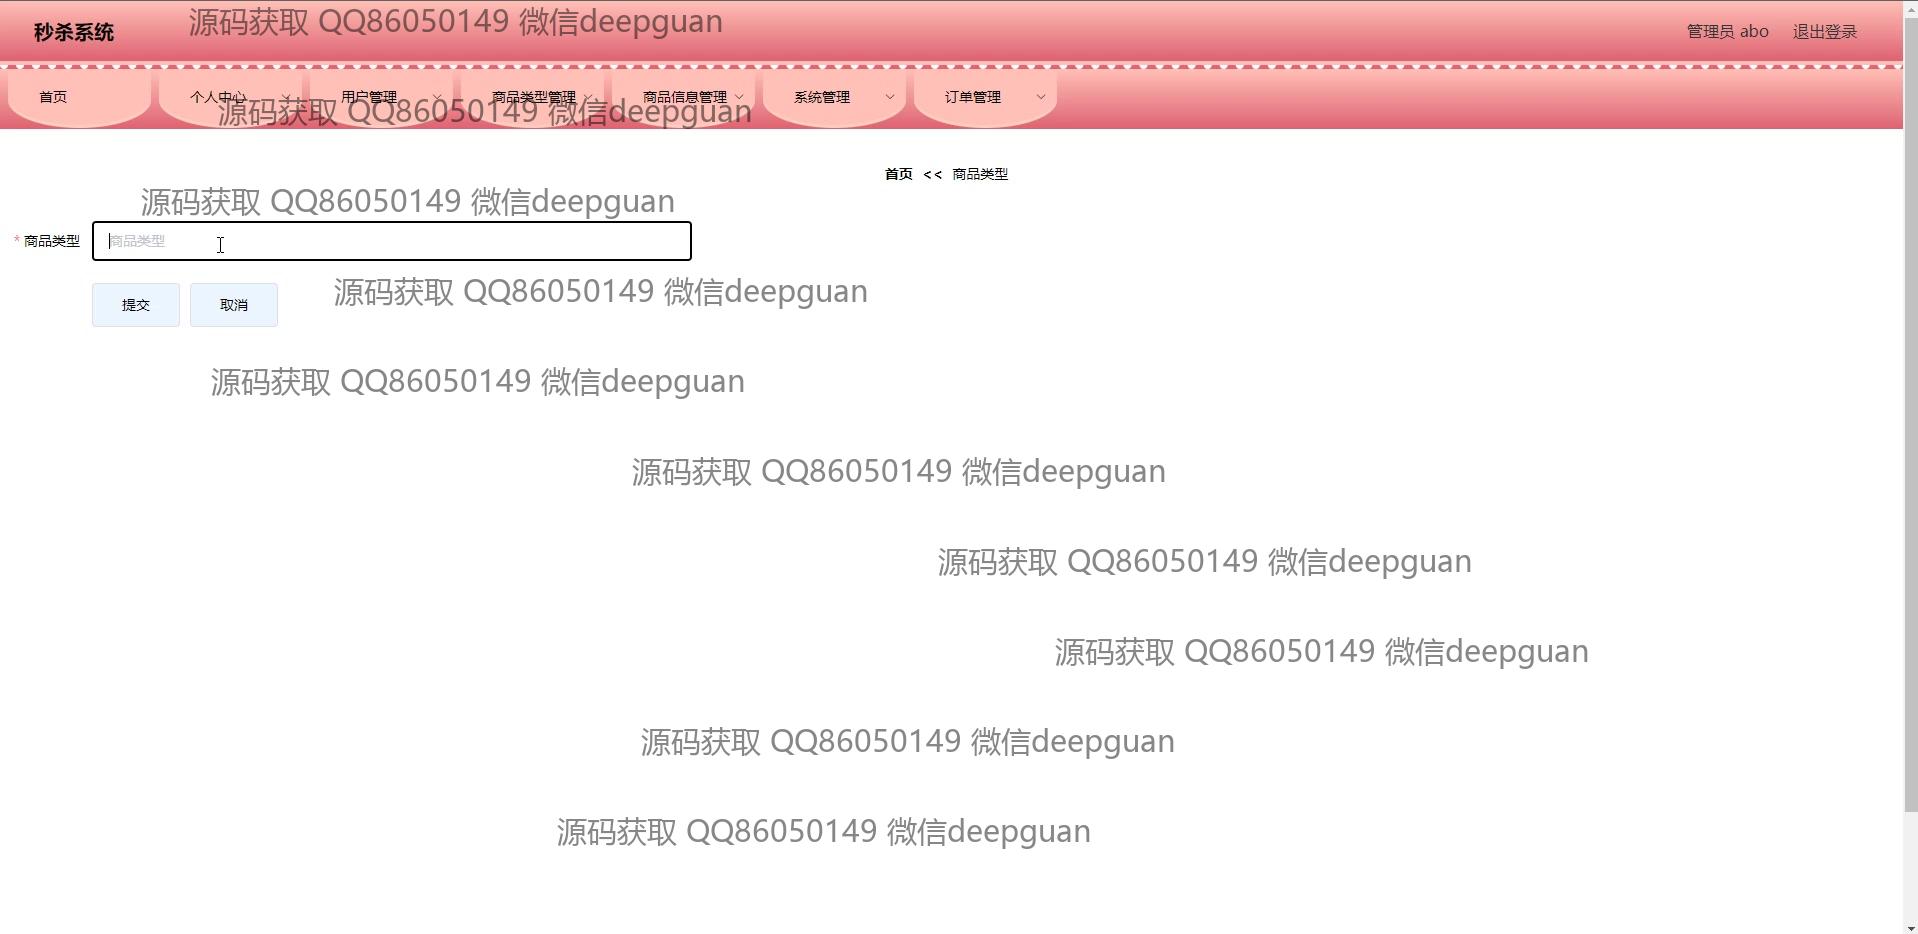 秒杀系统
源码获取 QQ86050149 微信deepguan
管理员 abo
退出登录
首页
个人中心
用户管理
商品类型管理
商品信息管理
系统管理
订单管理
源码获取 QQ86050149 微信deepguan
首页 << 商品类型
源码获取 QQ86050149 微信deepguan
* 商品类型
商品类型
源码获取 QQ86050149 微信deepguan
提交
取消
源码获取 QQ86050149 微信deepguan
源码获取 QQ86050149 微信deepguan
源码获取 QQ86050149 微信deepguan
源码获取 QQ86050149 微信deepguan
源码获取 QQ86050149 微信deepguan
源码获取 QQ86050149 微信deepguan